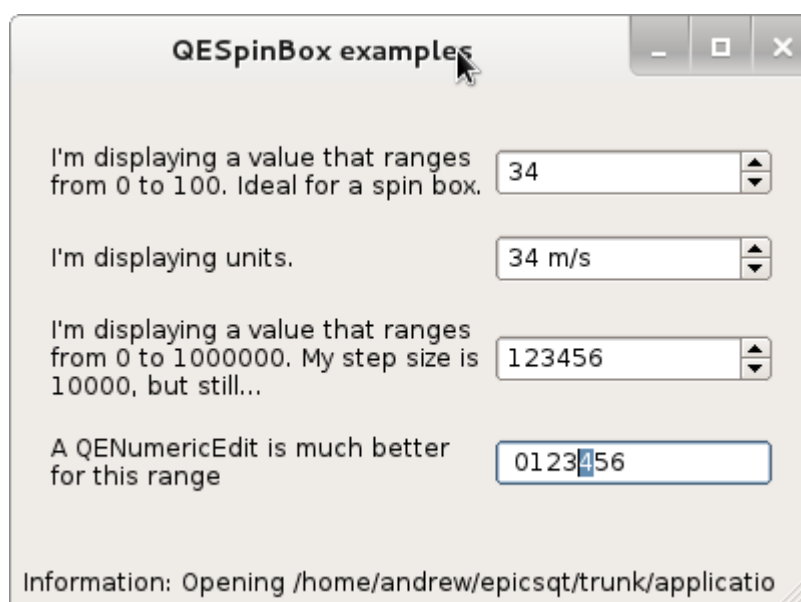 QESpinBox examples
I'm displaying a value that ranges
from 0 to 100. Ideal for a spin box.
34
I'm displaying units.
34 m/s
I'm displaying a value that ranges
from 0 to 1000000. My step size is
10000, but still...
123456
A QENumericEdit is much better
for this range
0123456
Information: Opening /home/andrew/epicsqt/trunk/applicatio